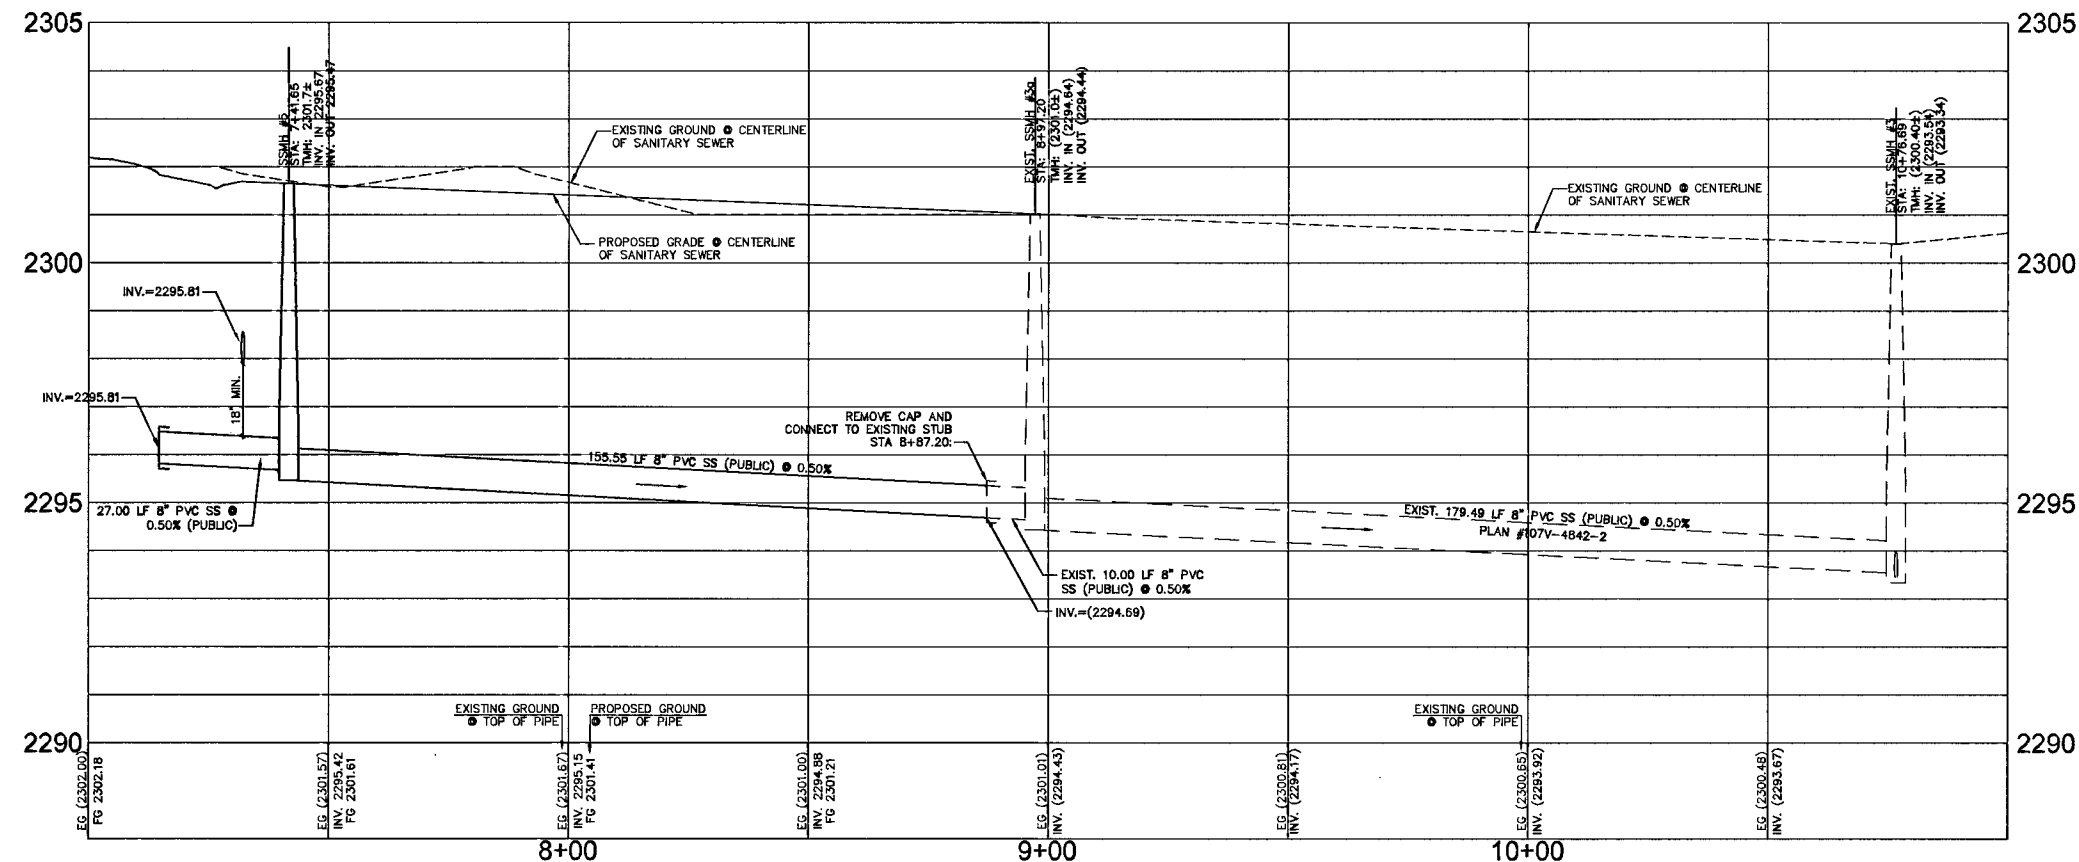 2305
2305
SSMH #5
STA: 7+41.65
TMH: 2301.7±
INV. IN 2295.67
INV. OUT 2295.47
EXISTING GROUND @ CENTERLINE
OF SANITARY SEWER
EXIST. SSMH #3a
STA: 8+97.20
TMH: (2301.0±)
INV. IN (2294.64)
INV. OUT (2294.44)
EXIST. SSMH #3
STA: 10+76.69
TMH: (2300.40±)
INV. IN (2293.54)
INV. OUT (2293.34)
EXISTING GROUND @ CENTERLINE
OF SANITARY SEWER
PROPOSED GRADE @ CENTERLINE
OF SANITARY SEWER
2300
2300
INV.=2295.81
18" MIN.
INV.=2295.81
REMOVE CAP AND
CONNECT TO EXISTING STUB
STA 8+87.20:
155.55 LF 8" PVC SS (PUBLIC) @ 0.50%
2295
2295
27.00 LF 8" PVC SS @
0.50% (PUBLIC)
EXIST. 179.49 LF 8" PVC SS (PUBLIC) @ 0.50%
PLAN #107V-4842-2
EXIST. 10.00 LF 8" PVC
SS (PUBLIC) @ 0.50%
INV.=(2294.69)
EXISTING GROUND
@ TOP OF PIPE
PROPOSED GROUND
@ TOP OF PIPE
EXISTING GROUND
@ TOP OF PIPE
2290
2290
EG (2302.00)
FG 2302.18
EG (2301.57)
INV. 2295.42
FG 2301.61
EG (2301.67)
INV. 2295.15
FG 2301.41
EG (2301.00)
INV. 2294.88
FG 2301.21
EG (2301.01)
INV. (2294.43)
EG (2300.81)
INV. (2294.17)
EG (2300.65)
INV. (2293.92)
EG (2300.48)
INV. (2293.67)
8+00
9+00
10+00